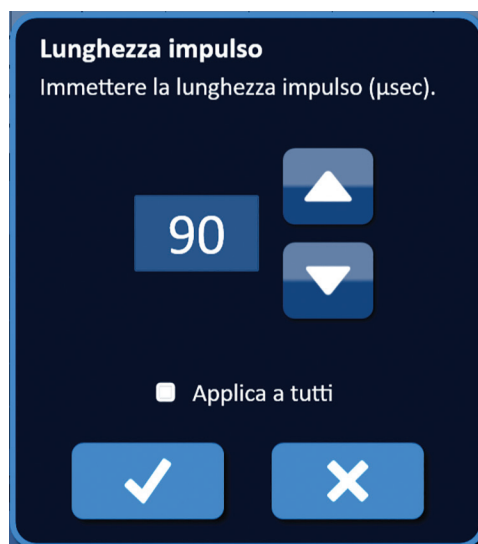 Lunghezza impulso
Immettere la lunghezza impulso (μsec).
90
Applica a tutti